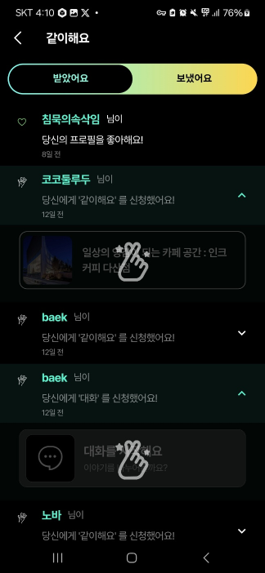 SKT 4:10
76%
같이해요
받았어요
보냈어요
침묵의속삭임 님이
당신의 프로필을 좋아해요!
8일 전
코코툴루두 님이
당신에게 '같이해요' 를 신청했어요!
12일 전
일상의 담는 카페 공간 : 인크
커피 다산점
baek 님이
당신에게 '같이해요' 를 신청했어요!
12일 전
baek 님이
당신에게 '대화' 를 신청했어요!
12일 전
대화를
이야기를
노바 님이
당신에게 '같이해요' 를 신청했어요!